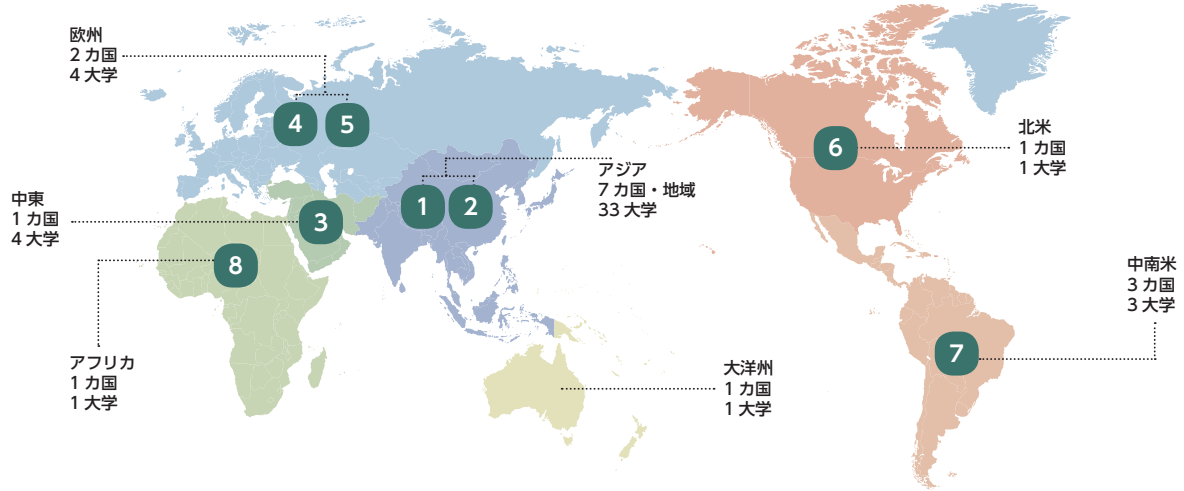 欧州
2 カ国
4 大学
4
5
中東
1 カ国
4 大学
3
8
アフリカ
1 カ国
1 大学
アジア
7 カ国・地域
33 大学
1
2
大洋州
1 カ国
1 大学
6
北米
1 カ国
1 大学
中南米
3 カ国
3 大学
7